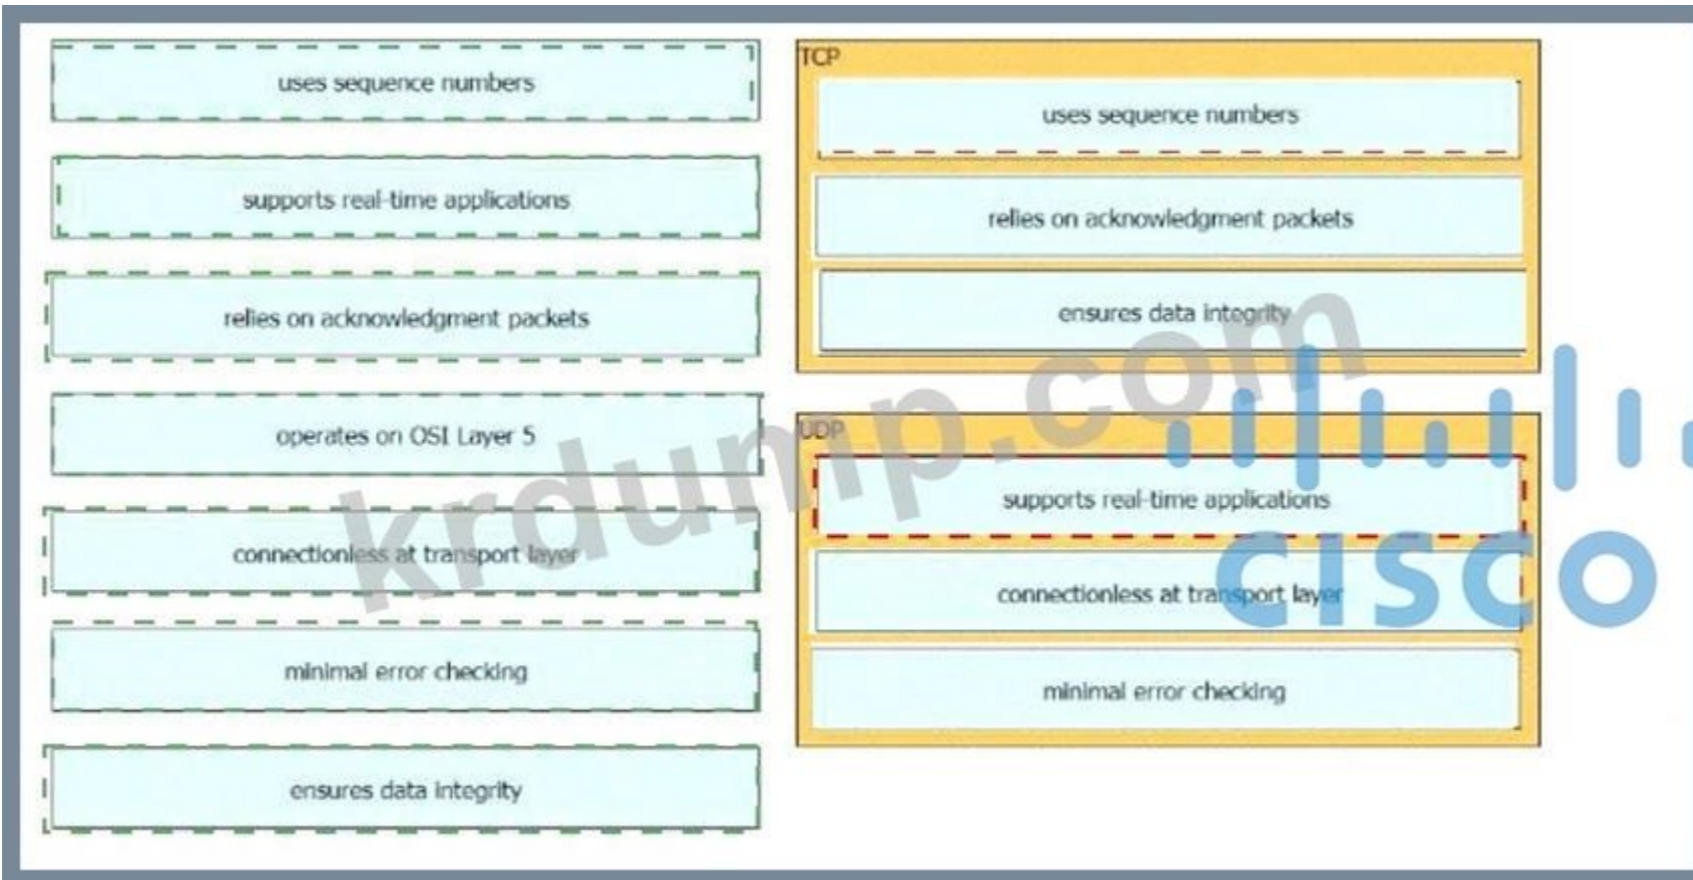 uses sequence numbers
supports real-time applications
relies on acknowledgment packets
operates on OSI Layer 5
connectionless at transport layer
minimal error checking
ensures data integrity
TCP
uses sequence numbers
relies on acknowledgment packets
ensures data integrity
UDP
supports real-time applications
connectionless at transport layer
minimal error checking
krdump.com
CISCO